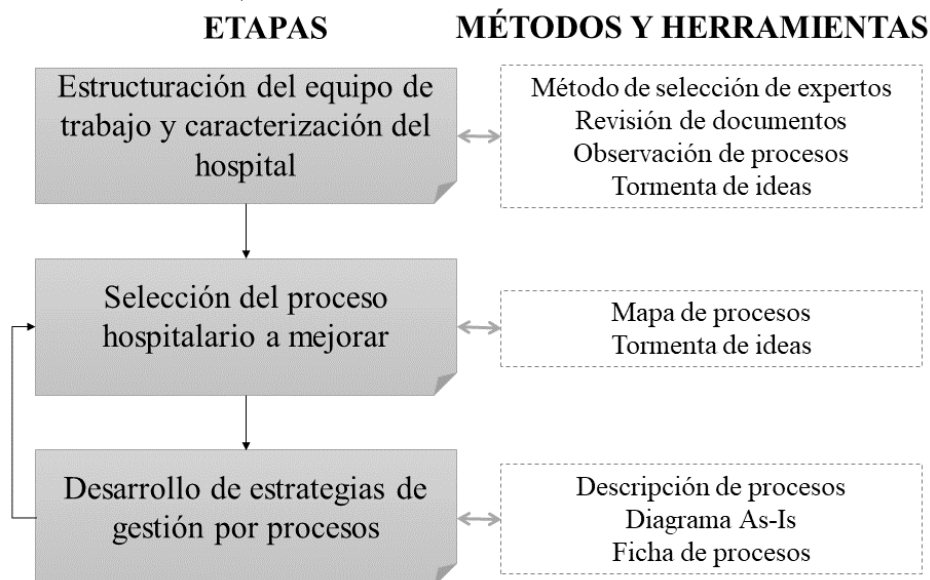 ETAPAS
MÉTODOS Y HERRAMIENTAS
Estructuración del equipo de
trabajo y caracterización del
hospital
Método de selección de expertos
Revisión de documentos
Observación de procesos
Tormenta de ideas
Selección del proceso
hospitalario a mejorar
Mapa de procesos
Tormenta de ideas
Desarrollo de estrategias de
gestión por procesos
Descripción de procesos
Diagrama As-Is
Ficha de procesos